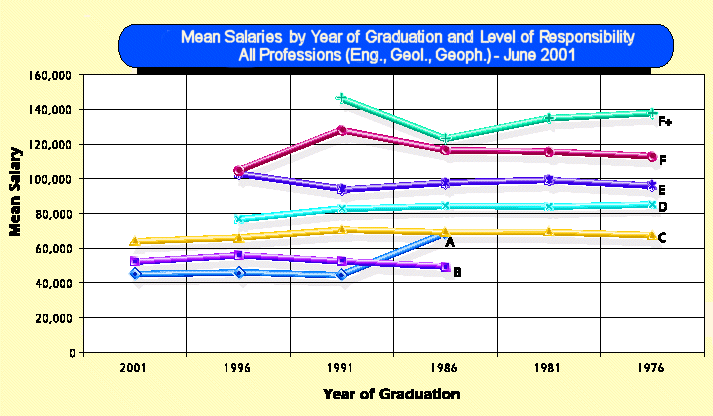 Mean Salaries by Year of Graduation and Level of Responsibility
All Professions (Eng., Geol., Geoph.) - June 2001
160,000
140,000
120,000
100,000
80,000
60,000
40,000
20,000
0
Mean Salary
F+
F
E
D
C
A
B
2001 1996 1991 1986 1981 1976
Year of Graduation